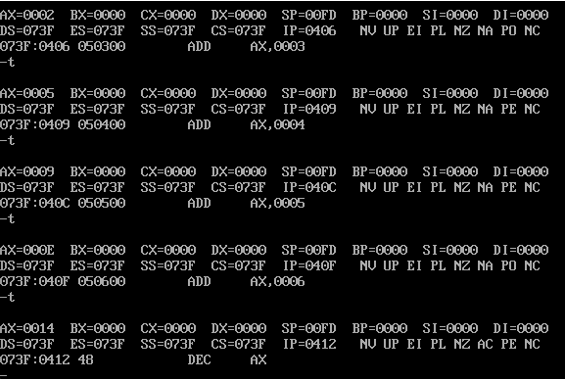 AX=0002  BX=0000  CX=0000  DX=0000  SP=00FD  BP=0000  SI=0000  DI=0000
DS=073F  ES=073F  SS=073F  CS=073F  IP=0406   NV UP EI PL NZ NA PO NC
073F:0406 050300        ADD     AX,0003
-t
AX=0005  BX=0000  CX=0000  DX=0000  SP=00FD  BP=0000  SI=0000  DI=0000
DS=073F  ES=073F  SS=073F  CS=073F  IP=0409   NV UP EI PL NZ NA PE NC
073F:0409 050400        ADD     AX,0004
-t
AX=0009  BX=0000  CX=0000  DX=0000  SP=00FD  BP=0000  SI=0000  DI=0000
DS=073F  ES=073F  SS=073F  CS=073F  IP=040C   NV UP EI PL NZ NA PE NC
073F:040C 050500        ADD     AX,0005
-t
AX=000E  BX=0000  CX=0000  DX=0000  SP=00FD  BP=0000  SI=0000  DI=0000
DS=073F  ES=073F  SS=073F  CS=073F  IP=040F   NV UP EI PL NZ NA PO NC
073F:040F 050600        ADD     AX,0006
-t
AX=0014  BX=0000  CX=0000  DX=0000  SP=00FD  BP=0000  SI=0000  DI=0000
DS=073F  ES=073F  SS=073F  CS=073F  IP=0412   NV UP EI PL NZ AC PE NC
073F:0412 48            DEC     AX
-